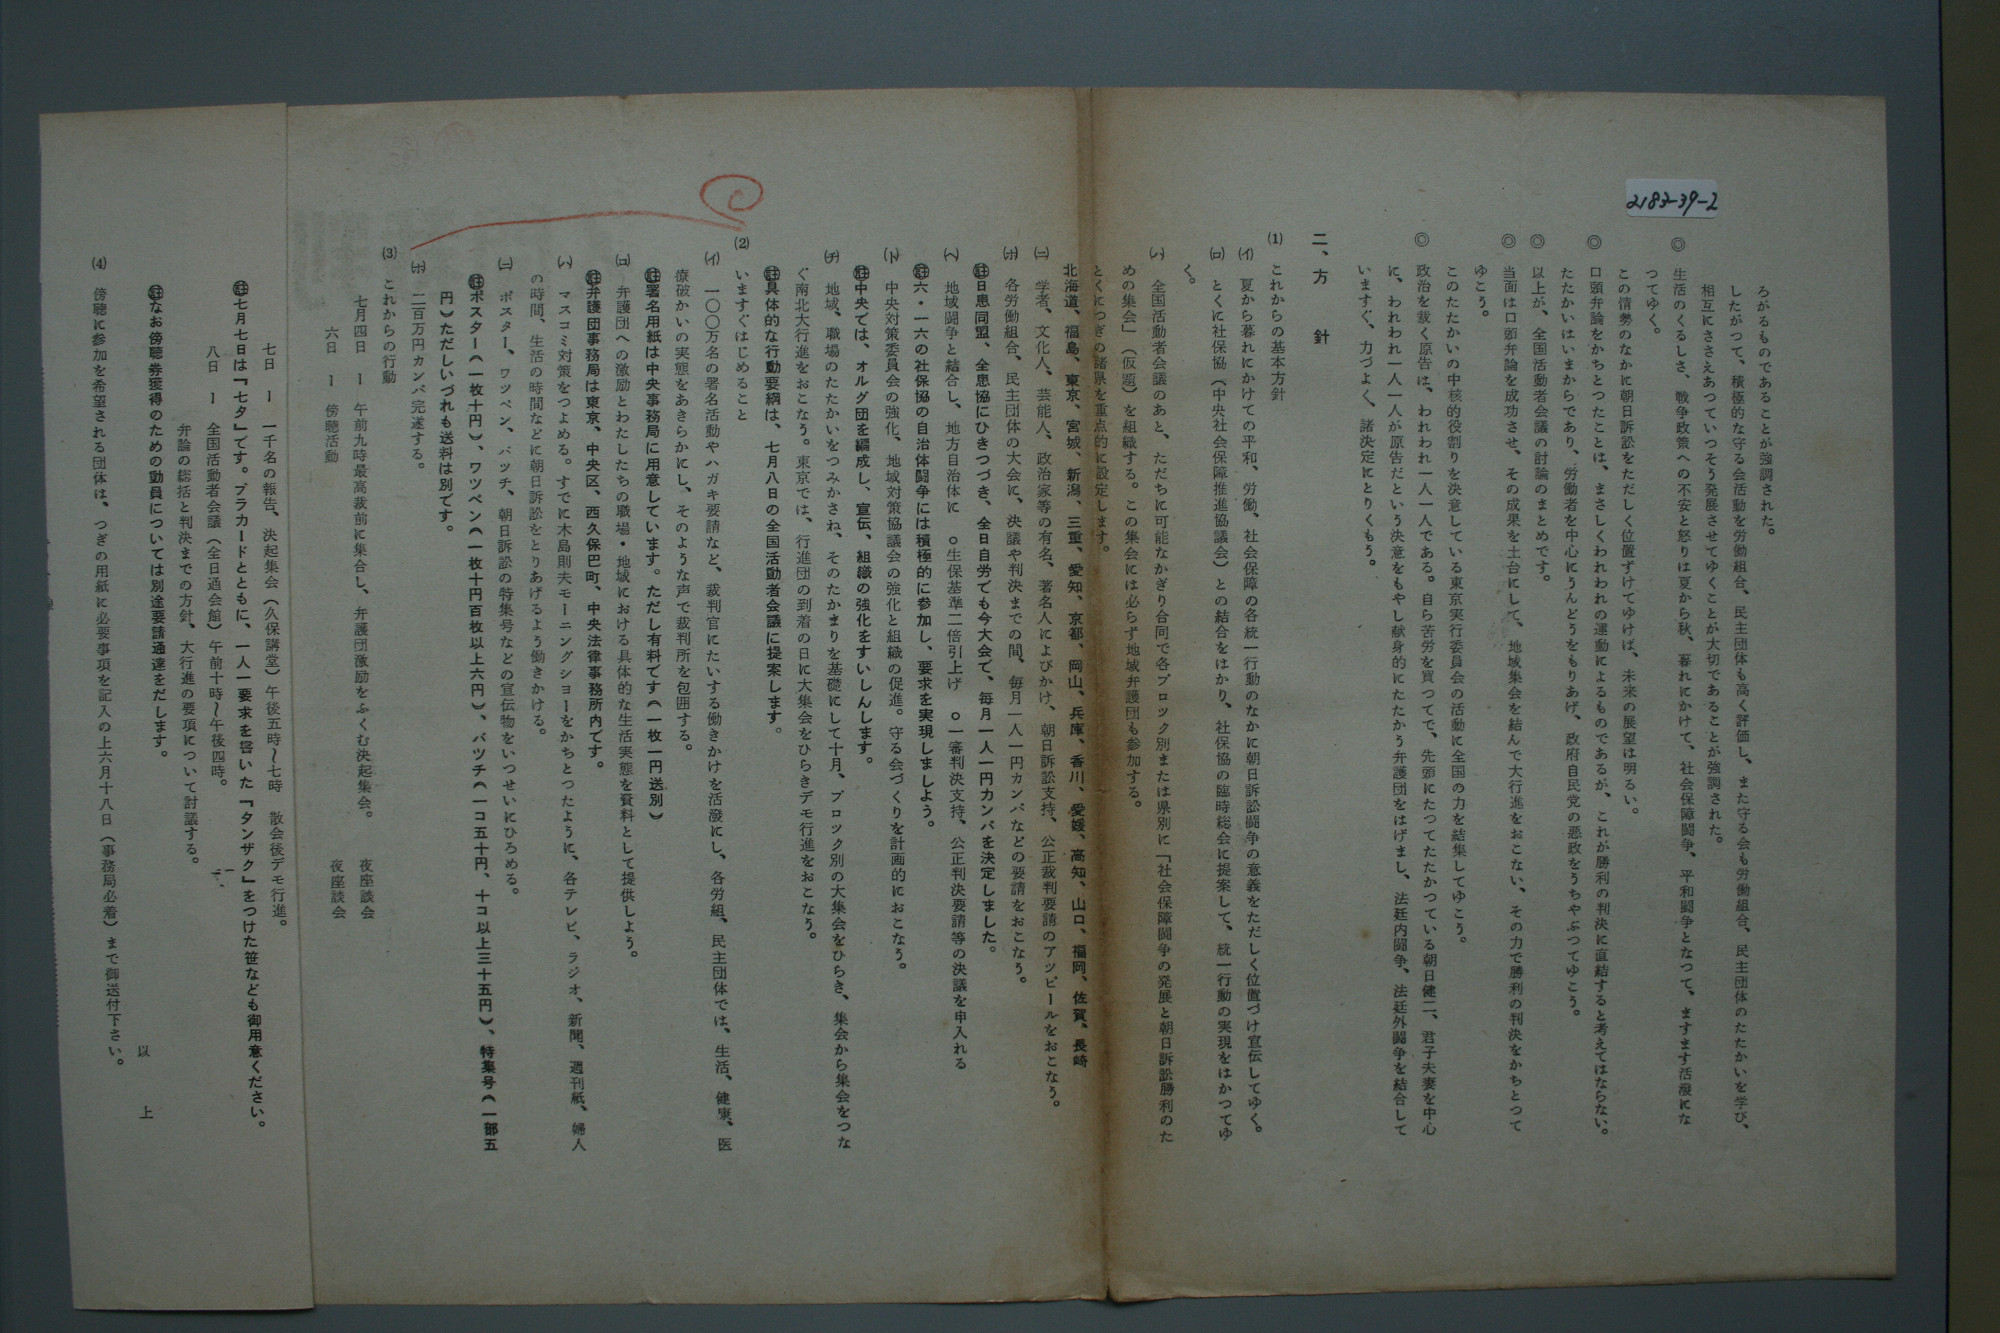 2183-39-2
ろがるものであることが強調された。
したがつて、積極的な守る会活動を労働組合、民主団体も高く評価し、また守る会も労働組合、民主団体のたたかいを学び、
相互にささえあつていつそう発展させてゆくことが大切であることが強調された。
◎ 生活のくるしさ、戦争政策への不安と怒りは夏から秋、暮れにかけて、社会保障闘争、平和闘争となつて、ますます活潑にな
つてゆく。
この情勢のなかに朝日訴訟をただしく位置ずけてゆけば、未来の展望は明るい。
◎ 口頭弁論をかちとつたことは、まさしくわれわれの運動によるものであるが、これが勝利の判決に直結すると考えてはならない。
たたかいはいまからであり、労働者を中心にうんどうをもりあげ、政府自民党の悪政をうちやぶつてゆこう。
◎ 以上が、全国活動者会議の討論のまとめです。
◎ 当面は口頭弁論を成功させ、その成果を土台にして、地域集会を結んで大行進をおこない、その力で勝利の判決をかちとつて
ゆこう。
このたたかいの中核的役割りを決意している東京実行委員会の活動に全国の力を結集してゆこう。
◎ 政治を裁く原告は、われわれ一人一人である。自ら苦労を買つてで、先頭にたつてたたかつている朝日健二、君子夫妻を中心
に、われわれ一人一人が原告だという決意をもやし献身的にたたかう弁護団をはげまし、法廷内闘争、法廷外闘争を結合して
いますぐ、力づよく、諸決定にとりくもう。
二、方 針
(1) これからの基本方針
(イ) 夏から暮れにかけての平和、労働、社会保障の各統一行動のなかに朝日訴訟闘争の意義をただしく位置づけ宣伝してゆく。
(ロ) とくに社保協（中央社会保障推進協議会）との結合をはかり、社保協の臨時総会に提案して、統一行動の実現をはかつてゆ
く。
(ハ) 全国活動者会議のあと、ただちに可能なかぎり合同で各ブロック別または県別に「社会保障闘争の発展と朝日訴訟勝利のた
めの集会」（仮題）を組織する。この集会には必らず地域弁護団も参加する。
とくにつぎの諸県を重点的に設定します。
北海道、福島、東京、宮城、新潟、三重、愛知、京都、岡山、兵庫、香川、愛媛、高知、山口、福岡、佐賀、長崎
(ニ) 学者、文化人、芸能人、政治家等の有名、著名人によびかけ、朝日訴訟支持、公正裁判要請のアツピールをおこなう。
(ホ) 各労働組合、民主団体の大会に、決議や判決までの間、毎月一人一円カンパなどの要請をおこなう。
註 日患同盟、全患協にひきつづき、全日自労でも今大会で、毎月一人一円カンパを決定しました。
(ヘ) 地域闘争と結合し、地方自治体に ○生保基準二倍引上げ ○一審判決支持、公正判決要請等の決議を申入れる
註 六・一六の社保協の自治体闘争には積極的に参加し、要求を実現しましよう。
(ト) 中央対策委員会の強化、地域対策協議会の強化と組織の促進。守る会づくりを計画的におこなう。
註 中央では、オルグ団を編成し、宣伝、組織の強化をすいしんします。
(チ) 地域、職場のたたかいをつみかさね、そのたかまりを基礎にして十月、ブロック別の大集会をひらき、集会から集会をつな
ぐ南北大行進をおこなう。東京では、行進団の到着の日に大集会をひらきデモ行進をおこなう。
註 具体的な行動要綱は、七月八日の全国活動者会議に提案します。
(2) いますぐはじめること
(イ) 一〇〇万名の署名活動やハガキ要請など、裁判官にたいする働きかけを活潑にし、各労組、民主団体では、生活、健康、医
療破かいの実態をあきらかにし、そのような声で裁判所を包囲する。
註 署名用紙は中央事務局に用意しています。ただし有料です（一枚一円送別）
(ロ) 弁護団への激励とわたしたちの職場・地域における具体的な生活実態を資料として提供しよう。
註 弁護団事務局は東京、中央区、西久保巴町、中央法律事務所内です。
(ハ) マスコミ対策をつよめる。すでに木島則夫モーニングショーをかちとつたように、各テレビ、ラジオ、新聞、週刊紙、婦人
の時間、生活の時間などに朝日訴訟をとりあげるよう働きかける。
(ニ) ポスター、ワツペン、バツチ、朝日訴訟の特集号などの宣伝物をいつせいにひろめる。
註 ポスター（一枚十円）、ワツペン（一枚十円百枚以上六円）、バツチ（一コ五十円、十コ以上三十五円）、特集号（一部五
円）ただしいづれも送料は別です。
(ホ) 二百万円カンパ完遂する。
(3) これからの行動
七月四日 ー 午前九時最高裁前に集合し、弁護団激励をふくむ決起集会。 夜座談会
六日 ー 傍聴活動 夜座談会
七日 ー 一千名の報告、決起集会（久保講堂）午後五時〜七時 散会後デモ行進。
註 七月七日は『七夕』です。プラカードとともに、一人一要求を書いた『タンザク』をつけた笹なども御用意ください。
八日 ー 全国活動者会議（全日通会館）午前十時〜午後四時。
弁論の総括と判決までの方針、大行進の要項について討議する。
註 なお傍聴券獲得のための動員については別途要請通達をだします。
以 上
(4) 傍聴に参加を希望される団体は、つぎの用紙に必要事項を記入の上六月十八日（事務局必着）まで御送付下さい。